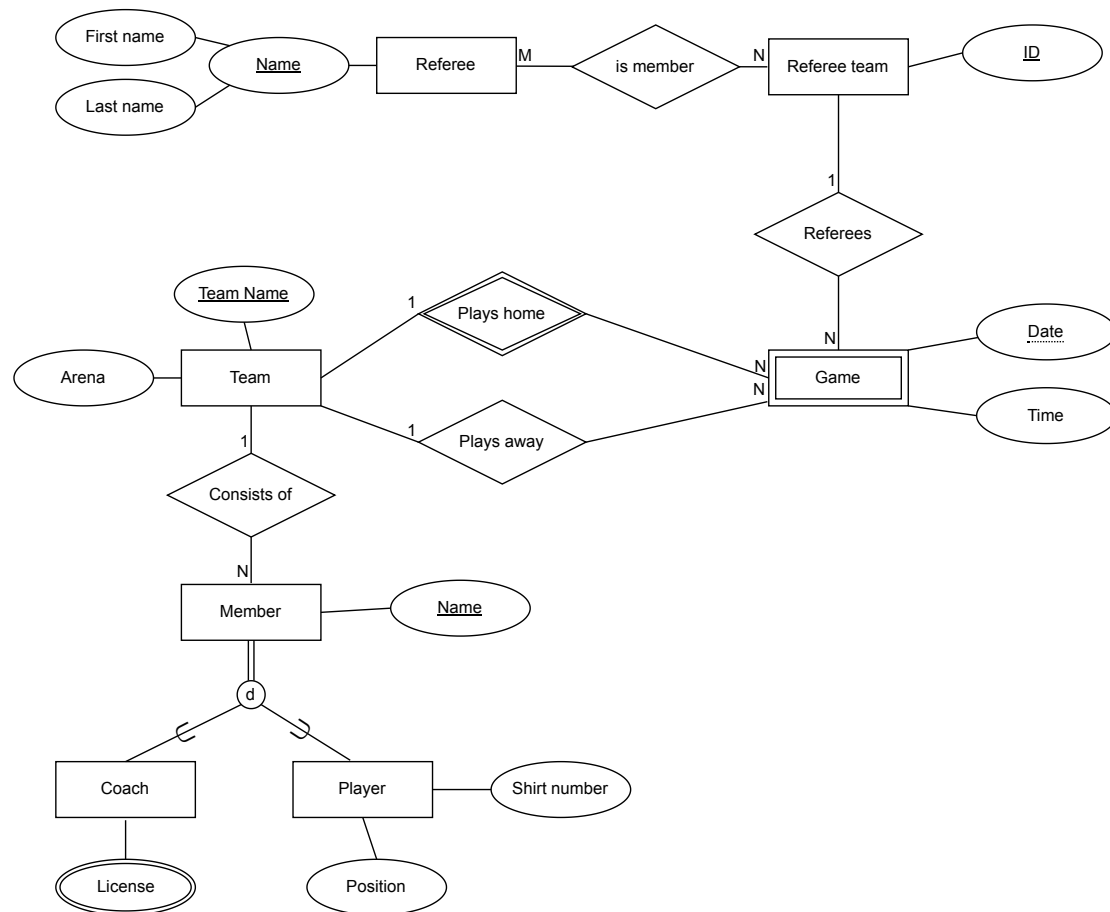 First name
Last name
Name
Referee
M
is member
N
Referee team
ID
1
Referees
N
Team Name
Arena
Team
1
Plays home
N
1
Plays away
N
Game
Date
Time
1
Consists of
N
Member
Name
d
Coach
Player
Shirt number
License
Position